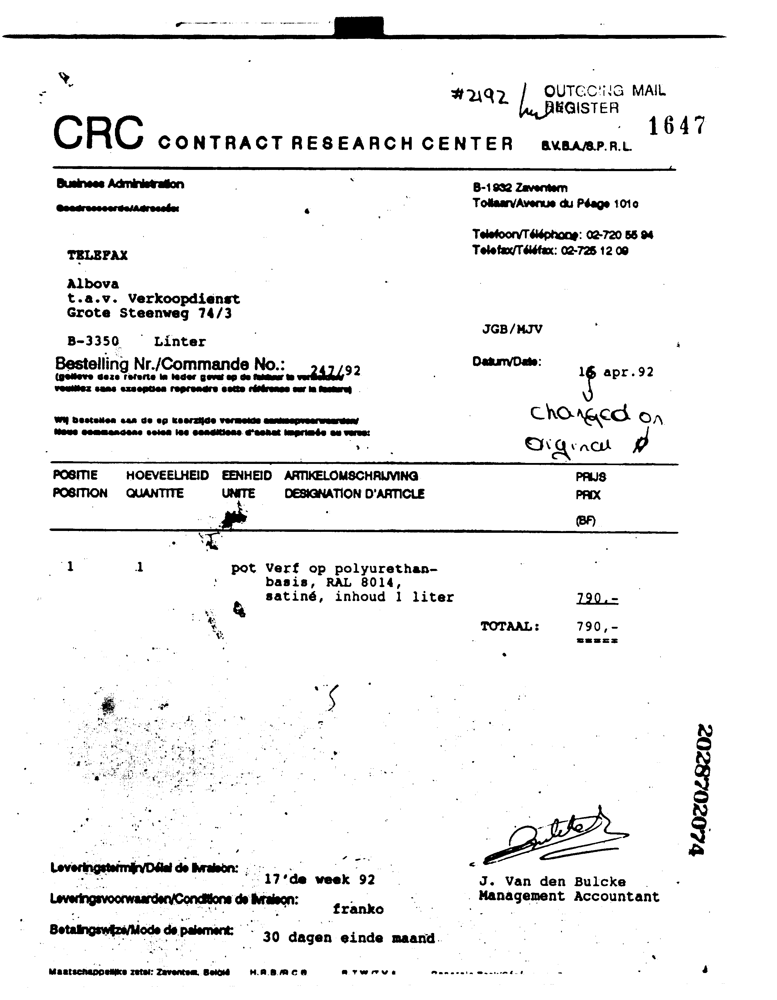 #2192 OUTGOING MAIL
REGISTER
1647
CRC CONTRACT RESEARCH CENTER B.V.B.A/S.P.R.L.
Business Administration
B-1932 Zaventem
Geadresseerde/Adressée:
Tollaan/Avenue du Péage 101c
Telefoon/Téléphone: 02-720 55 94
TELEFAX
Telefax/Téléfax: 02-725 12 09
Albova
t.a.v. Verkoopdienst
Grote Steenweg 74/3
JGB/MJV
B-3350 Linter
Bestelling Nr./Commande No.: 247/92
Datum/Date: 16 apr.92
(gelieve deze referte in ieder geval op de faktuur te vermelden
veuillez sans exception reprendre cette référence sur la facture)
changed on
original
Wij bestellen aan de op keerzijde vermelde aankoopvoorwaarden/
Nous commandons selon les conditions d'achat imprimés au verso:
POSITIE HOEVEELHEID EENHEID ARTIKELOMSCHRIJVING PRIJS
POSITION QUANTITE UNITE DESIGNATION D'ARTICLE PRIX
(BF)
1 1 pot Verf op polyurethan-
basis, RAL 8014,
satiné, inhoud 1 liter 790,-
TOTAAL: 790,-
=====
2028702074
Leveringstermijn/Délai de livraison: 17'de week 92
J. Van den Bulcke
Management Accountant
Leveringsvoorwaarden/Conditions de livraison: franko
Betalingswijze/Mode de paiement: 30 dagen einde maand
Maatschappelijke zetel: Zaventem, België